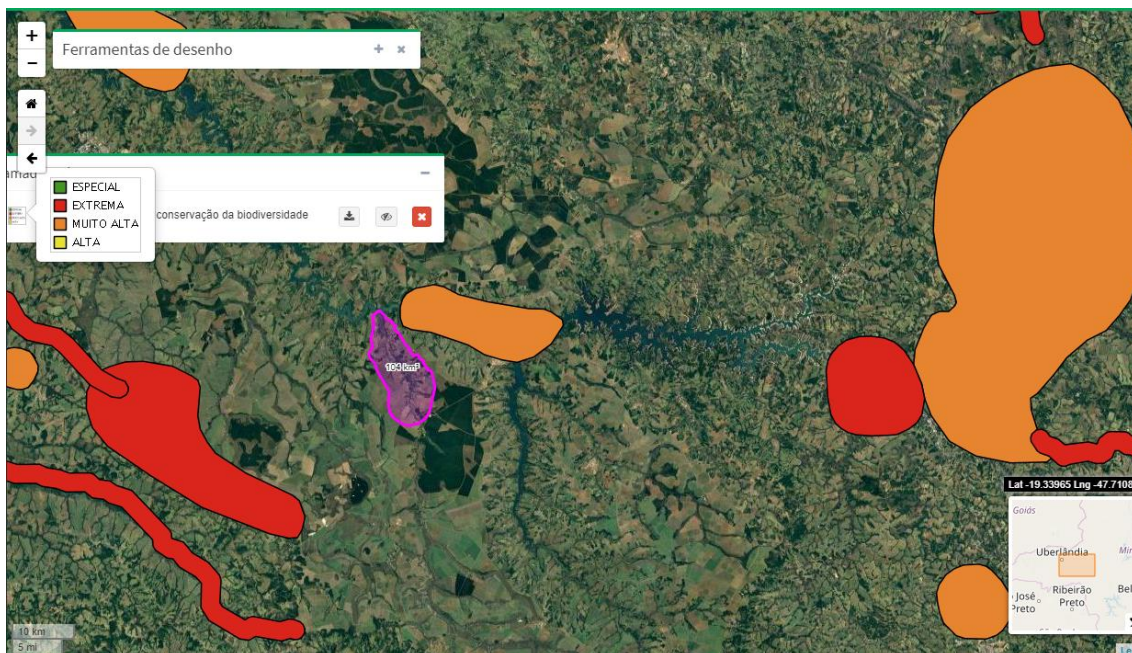 +
Ferramentas de desenho
−
ESPECIAL
EXTREMA
MUITO ALTA
ALTA
conservação da biodiversidade
104 km²
Lat -19.33965 Lng -47.7108
Goiás
Uberlândia
José
Preto
Ribeirão
Preto
Bel
10 km
5 mi